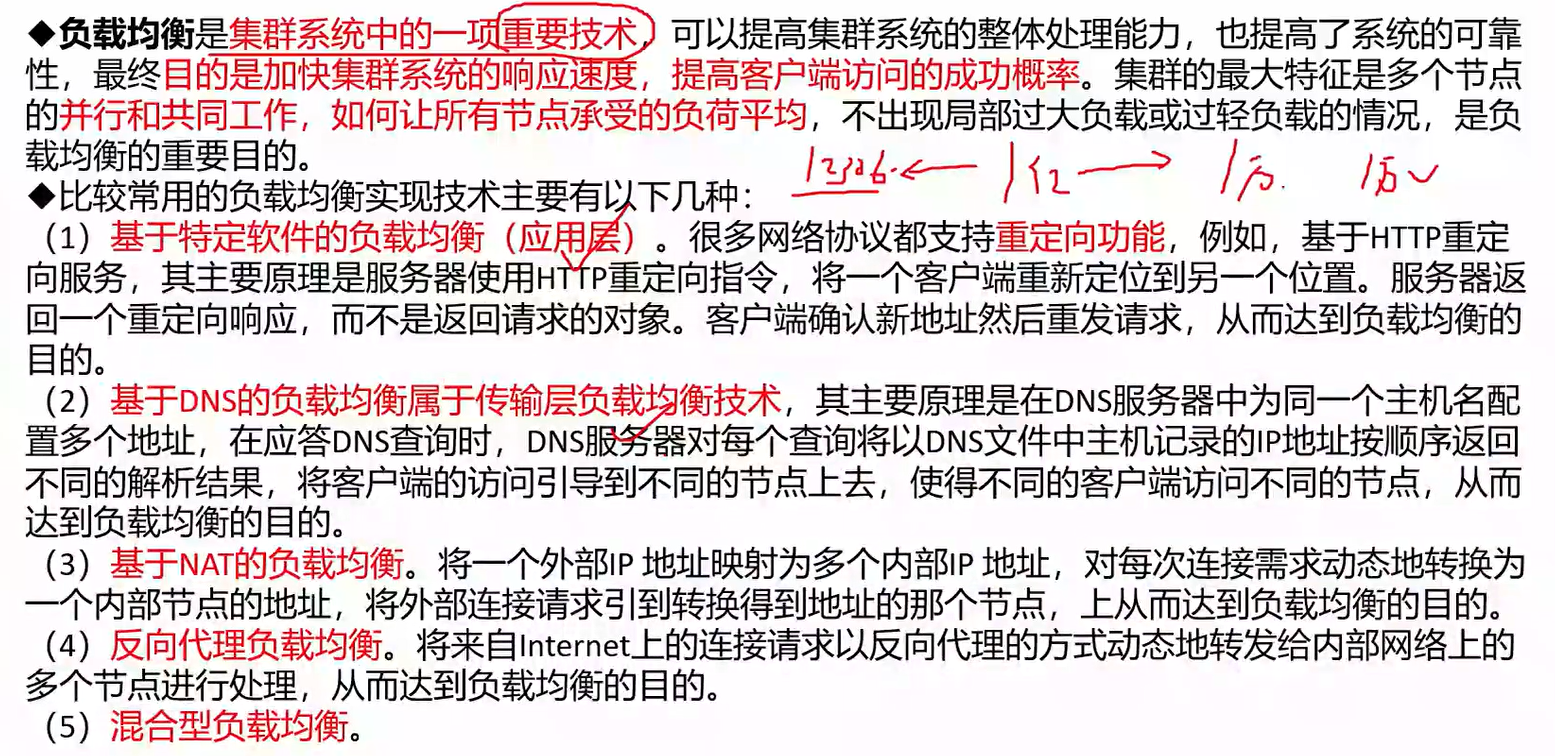 ◆负载均衡是集群系统中的一项重要技术，可以提高集群系统的整体处理能力，也提高了系统的可靠
性，最终目的是加快集群系统的响应速度，提高客户端访问的成功概率。集群的最大特征是多个节点
的并行和共同工作，如何让所有节点承受的负荷平均，不出现局部过大负载或过轻负载的情况，是负
载均衡的重要目的。
◆比较常用的负载均衡实现技术主要有以下几种：
（1）基于特定软件的负载均衡（应用层）。很多网络协议都支持重定向功能，例如，基于HTTP重定
向服务，其主要原理是服务器使用HTTP重定向指令，将一个客户端重新定位到另一个位置。服务器返
回一个重定向响应，而不是返回请求的对象。客户端确认新地址然后重发请求，从而达到负载均衡的
目的。
（2）基于DNS的负载均衡属于传输层负载均衡技术，其主要原理是在DNS服务器中为同一个主机名配
置多个地址，在应答DNS查询时，DNS服务器对每个查询将以DNS文件中主机记录的IP地址按顺序返回
不同的解析结果，将客户端的访问引导到不同的节点上去，使得不同的客户端访问不同的节点，从而
达到负载均衡的目的。
（3）基于NAT的负载均衡。将一个外部IP 地址映射为多个内部IP 地址，对每次连接需求动态地转换为
一个内部节点的地址，将外部连接请求引到转换得到地址的那个节点，上从而达到负载均衡的目的。
（4）反向代理负载均衡。将来自Internet上的连接请求以反向代理的方式动态地转发给内部网络上的
多个节点进行处理，从而达到负载均衡的目的。
（5）混合型负载均衡。